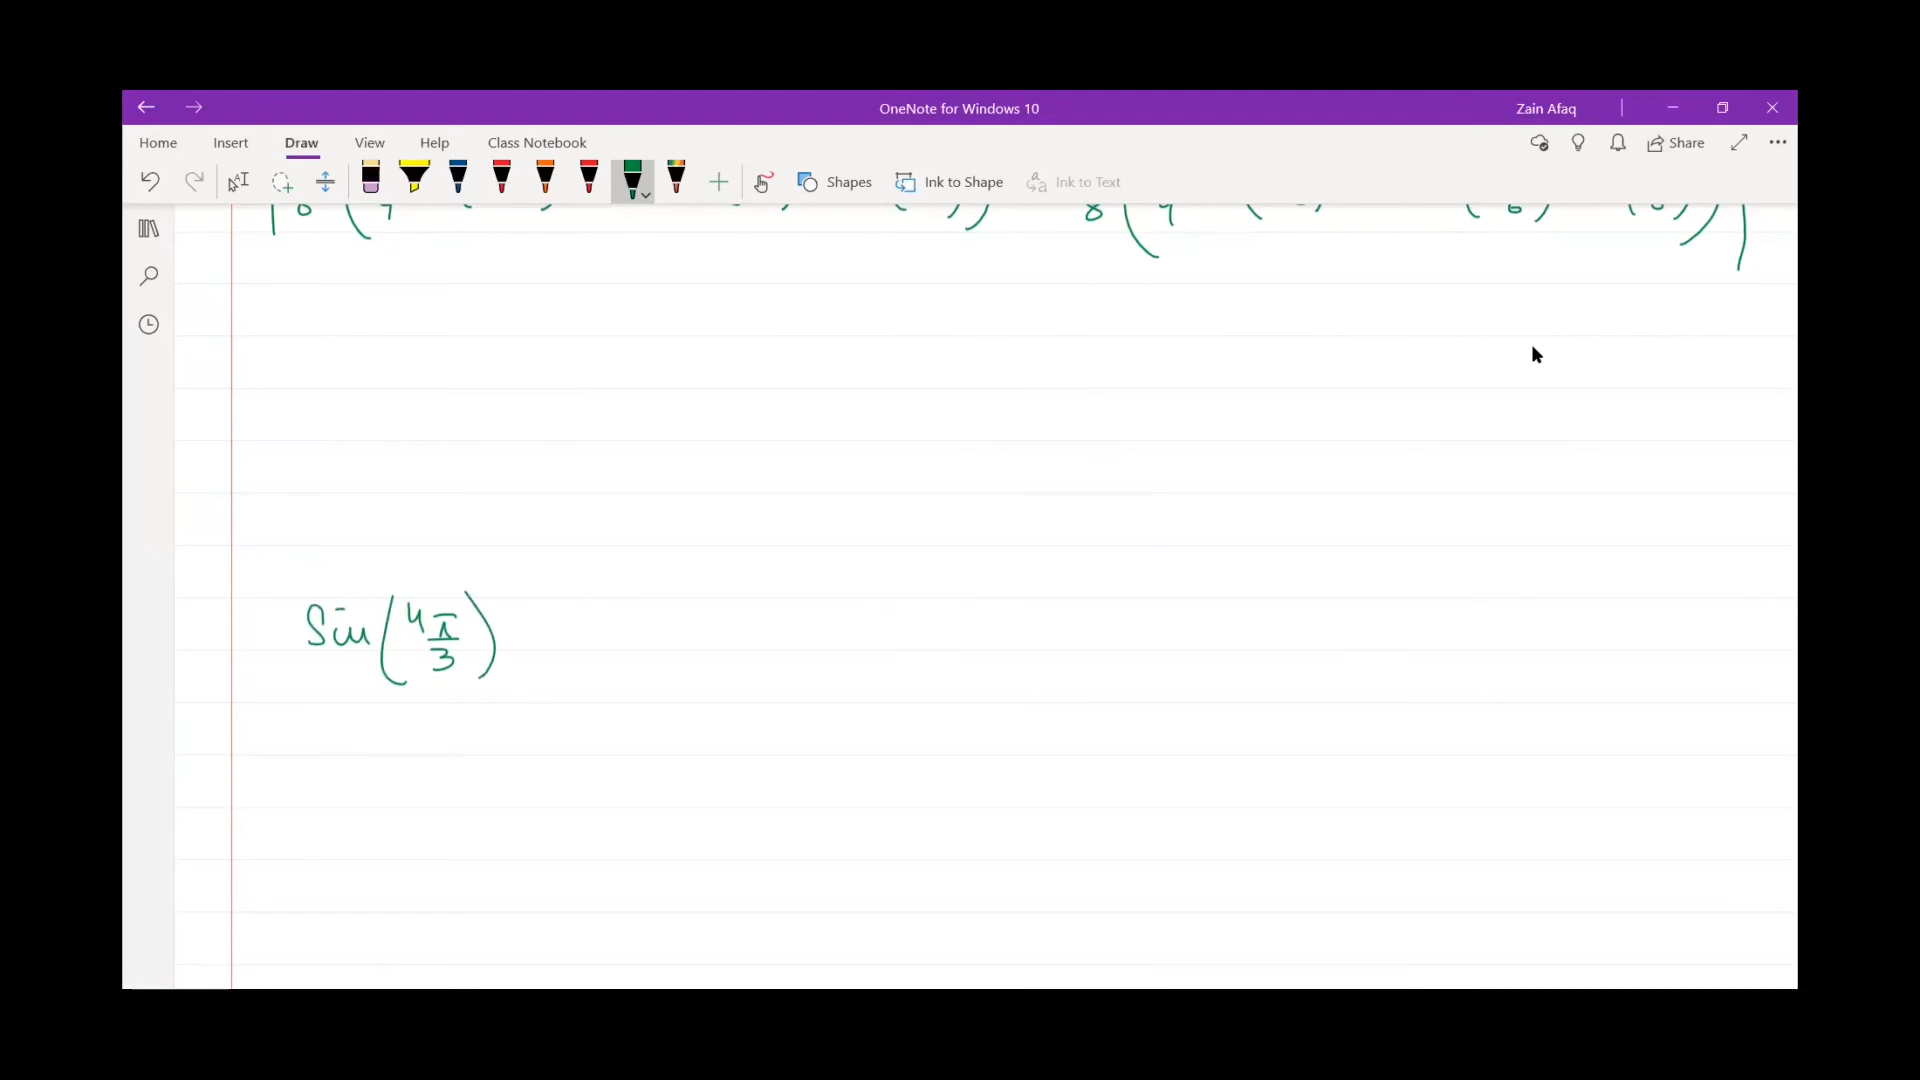 OneNote for Windows 10
Zain Afaq
Home Insert Draw View Help Class Notebook Share
Shapes Ink to Shape Ink to Text
Sin(4π/3)